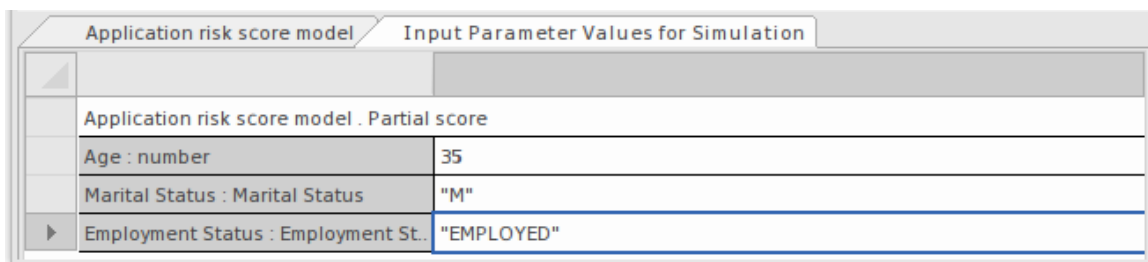 Application risk score model
Input Parameter Values for Simulation
Application risk score model . Partial score
Age : number
35
Marital Status : Marital Status
"M"
Employment Status : Employment St..
"EMPLOYED"